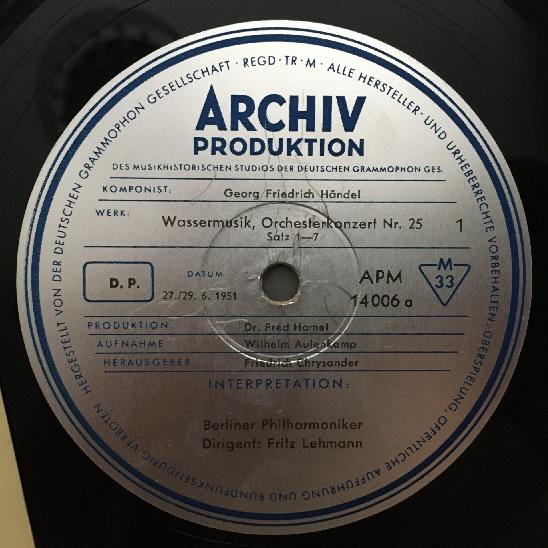 HERGESTELLT VON DER DEUTSCHEN GRAMMOPHON GESELLSCHAFT · REGD · TR · M · ALLE HERSTELLER- UND URHEBERRECHTE VORBEHALTEN: ÜBERSPIELUNG, ÖFFENTLICHE AUFFÜHRUNG UND RUNDFUNKSENDUNG VERBOTEN.
ARCHIV
PRODUKTION
DES MUSIKHISTORISCHEN STUDIOS DER DEUTSCHEN GRAMMOPHON GES.
KOMPONIST: Georg Friedrich Händel
WERK: Wassermusik, Orchesterkonzert Nr. 25 1
Satz 1—7
D. P.
DATUM
27./29. 6. 1951
APM
14006 a
M
33
PRODUKTION: Dr. Fred Hamel
AUFNAHME Wilhelm Aulenkamp
HERAUSGEBER: Friedrich Chrysander
INTERPRETATION:
Berliner Philharmoniker
Dirigent: Fritz Lehmann